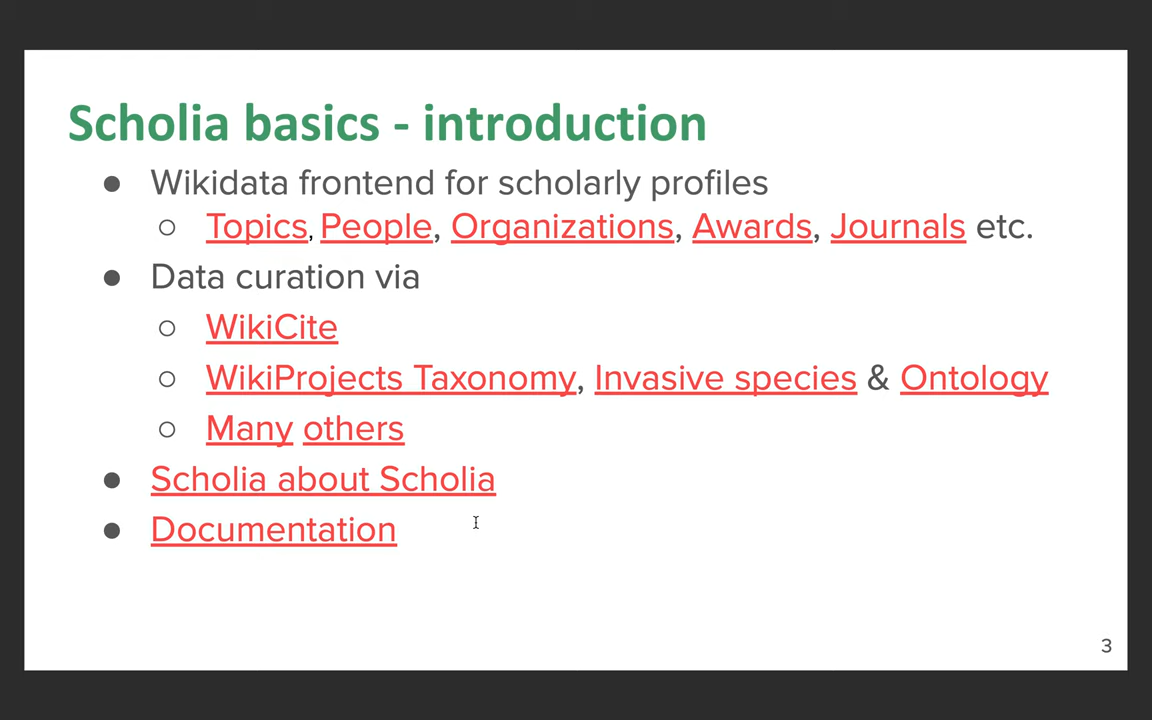 Scholia basics - introduction
● Wikidata frontend for scholarly profiles
○ Topics, People, Organizations, Awards, Journals etc.
● Data curation via
○ WikiCite
○ WikiProjects Taxonomy, Invasive species & Ontology
○ Many others
● Scholia about Scholia
● Documentation
3